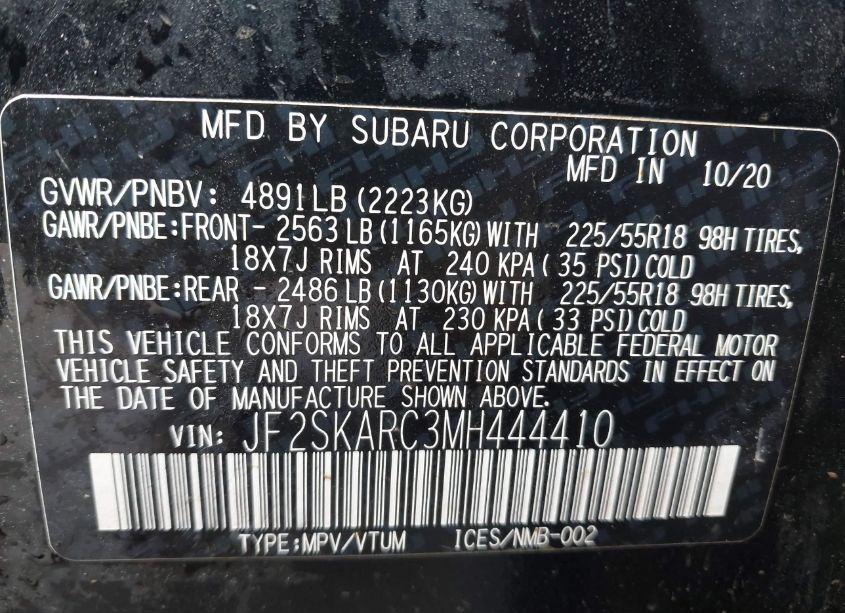 MFD BY SUBARU CORPORATION
MFD IN 10/20
GVWR/PNBV: 4891LB (2223KG)
GAWR/PNBE:FRONT- 2563 LB (1165KG) WITH 225/55R18 98H TIRES,
18X7J RIMS AT 240 KPA ( 35 PSI) COLD
GAWR/PNBE:REAR - 2486 LB (1130KG) WITH 225/55R18 98H TIRES,
18X7J RIMS AT 230 KPA ( 33 PSI) COLD
THIS VEHICLE CONFORMS TO ALL APPLICABLE FEDERAL MOTOR
VEHICLE SAFETY AND THEFT PREVENTION STANDARDS IN EFFECT ON
THE DATE OF MANUFACTURE SHOWN ABOVE.
VIN: JF2SKARC3MH444410
TYPE:MPV/VTUM ICES/NMB-002